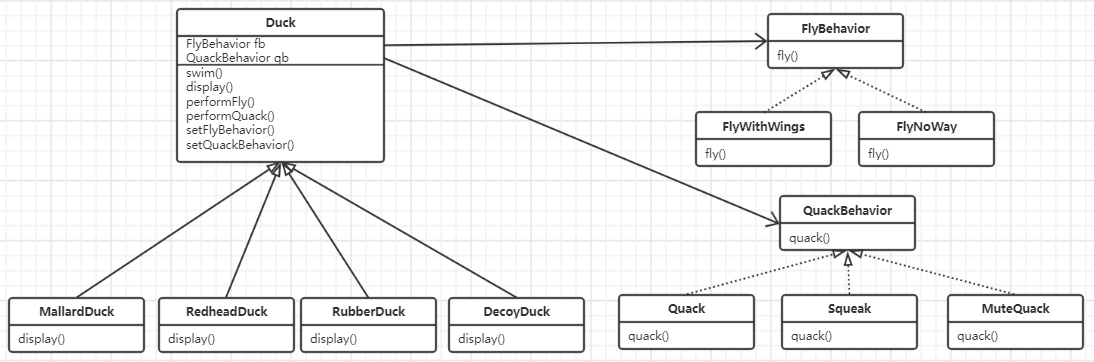 Duck
FlyBehavior fb
QuackBehavior qb
swim()
display()
performFly()
performQuack()
setFlyBehavior()
setQuackBehavior()
FlyBehavior
fly()
FlyWithWings
fly()
FlyNoWay
fly()
QuackBehavior
quack()
MallardDuck
display()
RedheadDuck
display()
RubberDuck
display()
DecoyDuck
display()
Quack
quack()
Squeak
quack()
MuteQuack
quack()